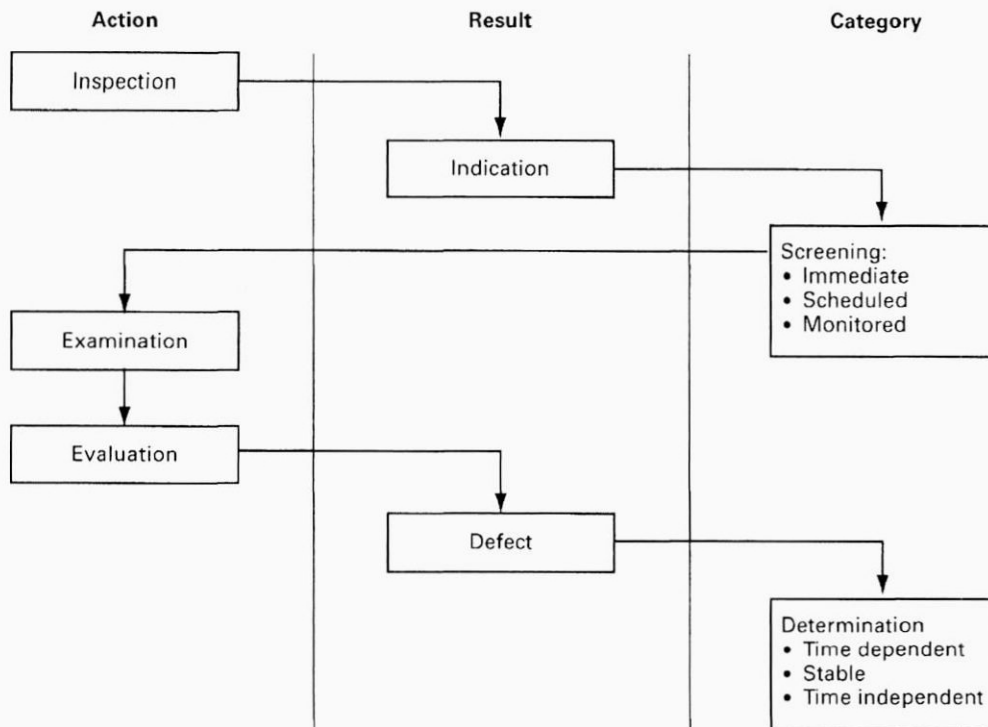 Action
Result
Category
Inspection
Indication
Screening:
• Immediate
• Scheduled
• Monitored
Examination
Evaluation
Defect
Determination
• Time dependent
• Stable
• Time independent